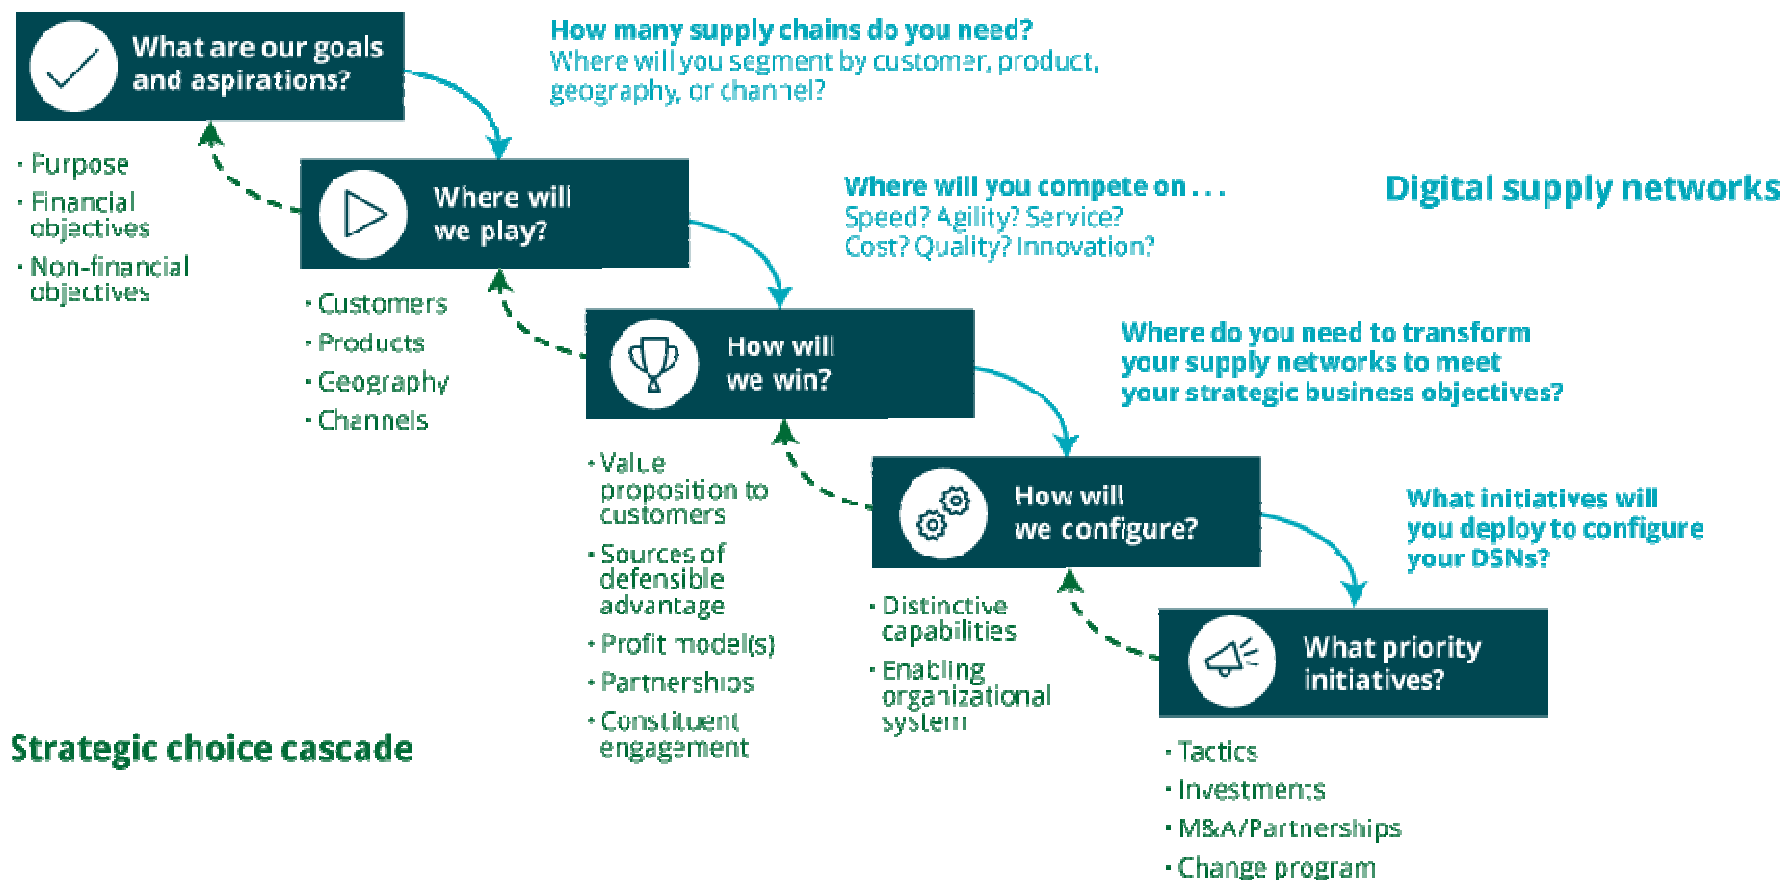 What are our goals
and aspirations?
How many supply chains do you need?
Where will you segment by customer, product,
geography, or channel?
· Purpose
· Financial
objectives
· Non-financial
objectives
Where will
we play?
Where will you compete on . . .
Speed? Agility? Service?
Cost? Quality? Innovation?
Digital supply networks
· Customers
· Products
· Geography
· Channels
How will
we win?
Where do you need to transform
your supply networks to meet
your strategic business objectives?
· Value
proposition to
customers
· Sources of
defensible
advantage
· Profit model(s)
· Partnerships
· Constituent
engagement
How will
we configure?
What initiatives will
you deploy to configure
your DSNs?
· Distinctive
capabilities
· Enabling
organizational
system
What priority
initiatives?
· Tactics
· Investments
· M&A/Partnerships
· Change program
Strategic choice cascade